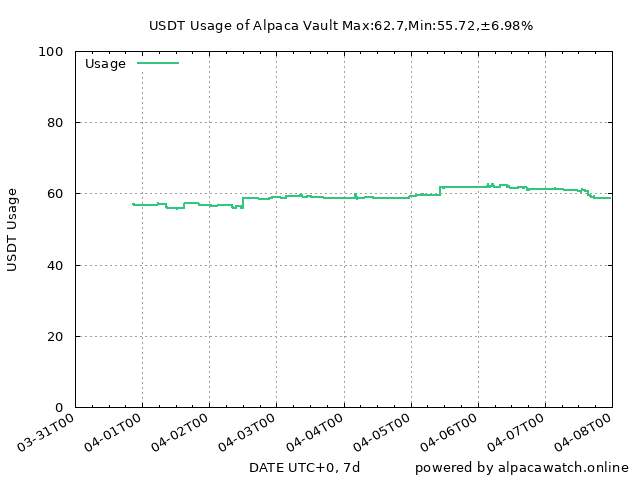 USDT Usage of Alpaca Vault Max:62.7,Min:55.72,±6.98%
Usage
USDT Usage
100
80
60
40
20
0
03-31T00 04-01T00 04-02T00 04-03T00 04-04T00 04-05T00 04-06T00 04-07T00 04-08T00
DATE UTC+0, 7d powered by alpacawatch.online